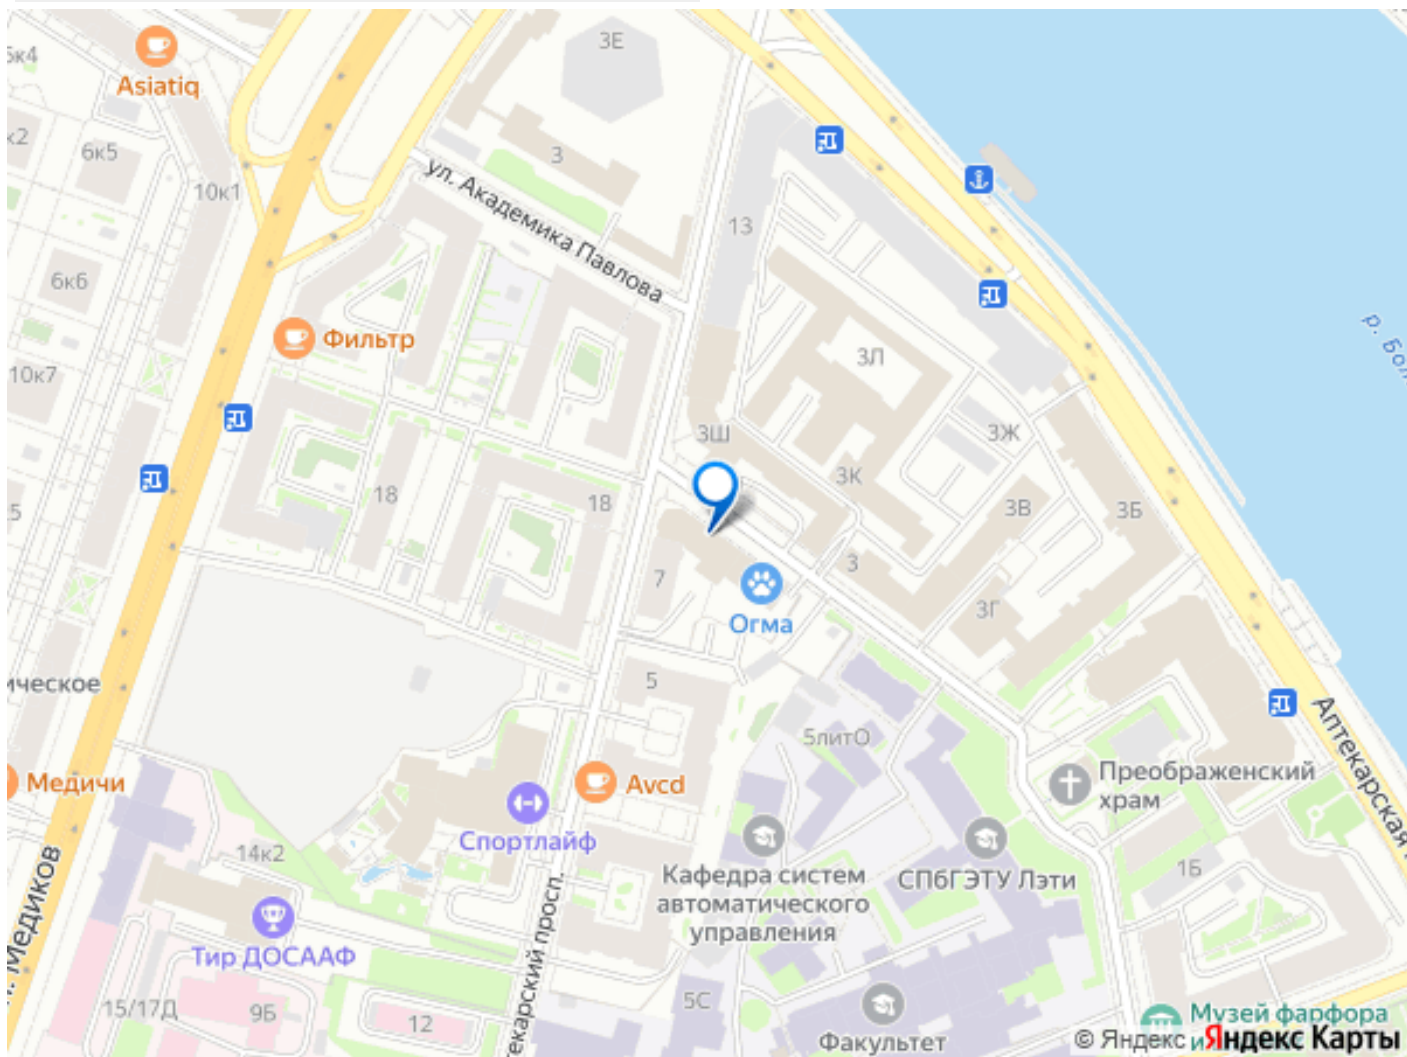 3Е
Asiatiq
6к5
10к1
3
ул. Академика Павлова
13
6к6
Фильтр
10к7
3Л
3Ш
3Ж
3К
18
18
3В
3Б
3
7
3Г
Огма
5
5литО
Преображенский
храм
Медичи
Avcd
Спортлайф
14к2
Кафедра систем
автоматического
управления
СПбГЭТУ Лэти
1Б
Тир ДОСААФ
15/17Д
9Б
12
5С
Факультет
Музей фарфора
и
© Яндекс Яндекс Карты